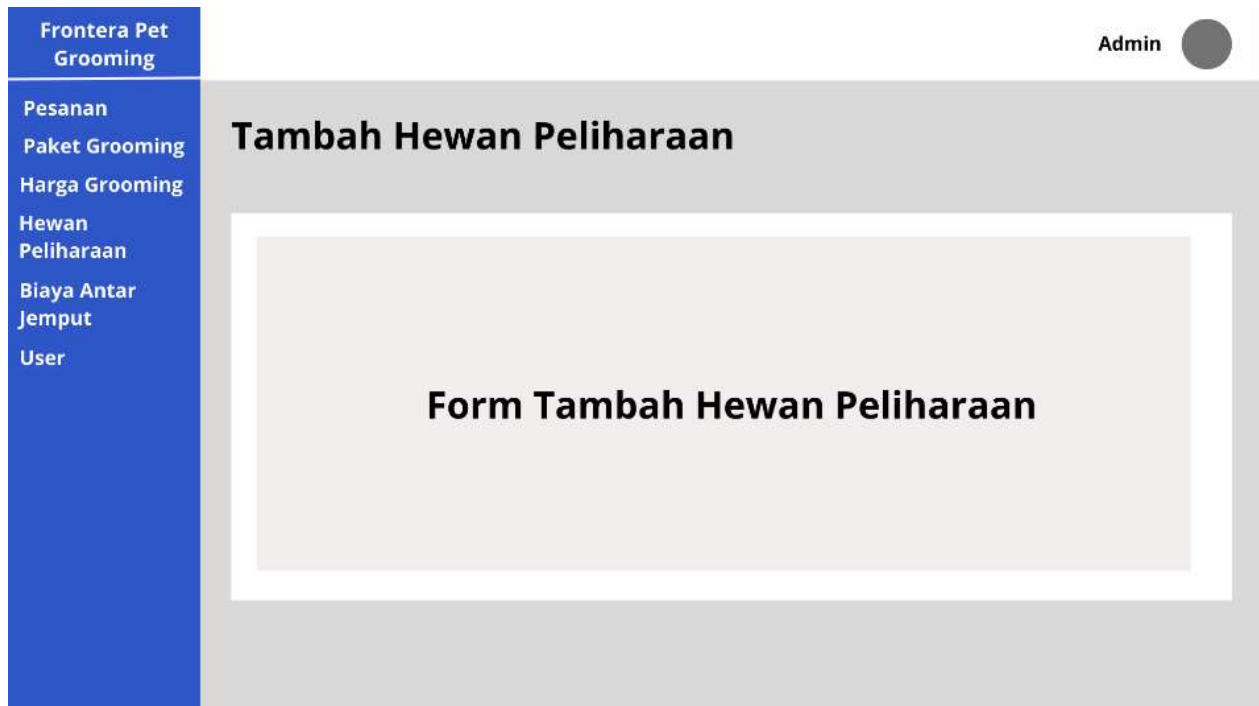 Frontera Pet
Grooming
Admin
Pesanan
Paket Grooming
Harga Grooming
Hewan
Peliharaan
Biaya Antar
Jemput
User
Tambah Hewan Peliharaan
Form Tambah Hewan Peliharaan